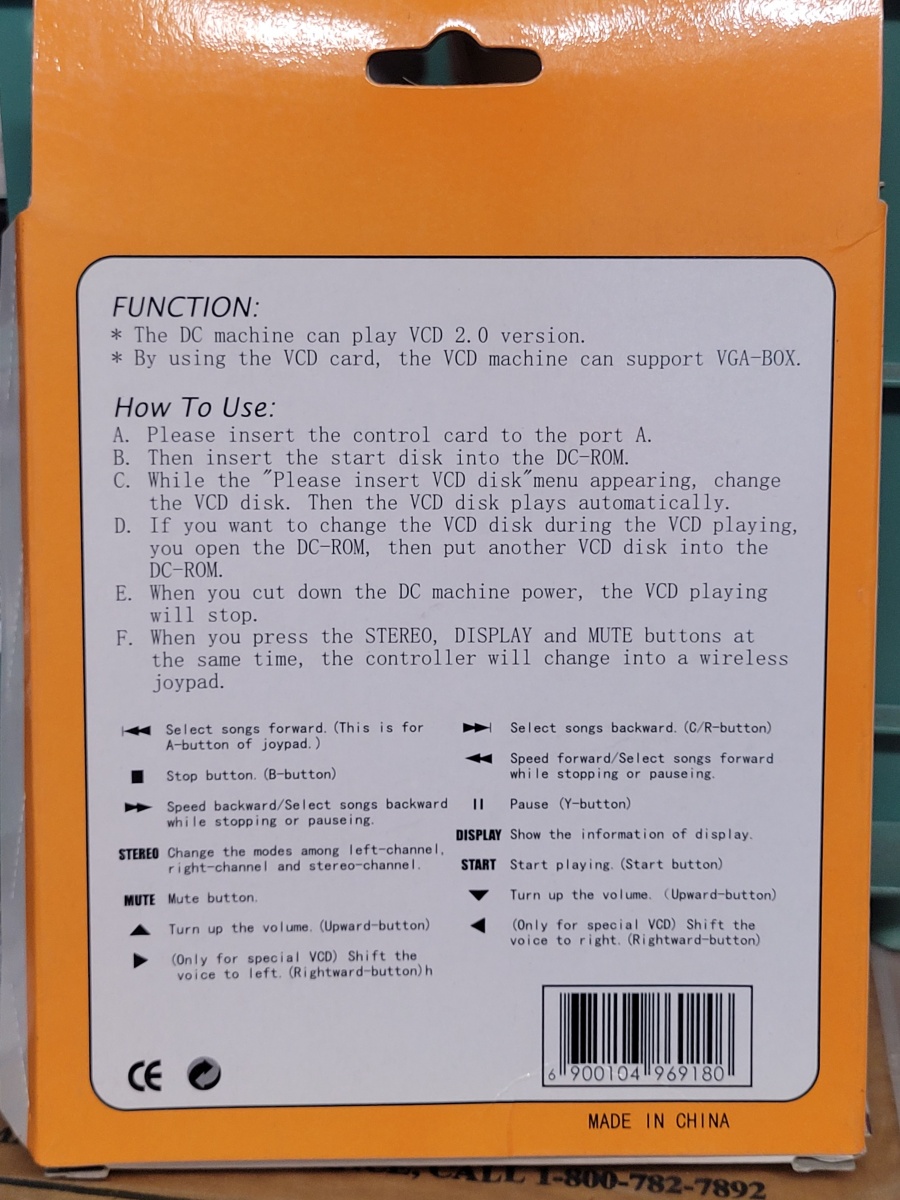 FUNCTION:
* The DC machine can play VCD 2.0 version.
* By using the VCD card, the VCD machine can support VGA-BOX.
How To Use:
A. Please insert the control card to the port A.
B. Then insert the start disk into the DC-ROM.
C. While the "Please insert VCD disk"menu appearing, change
the VCD disk. Then the VCD disk plays automatically.
D. If you want to change the VCD disk during the VCD playing,
you open the DC-ROM, then put another VCD disk into the
DC-ROM.
E. When you cut down the DC machine power, the VCD playing
will stop.
F. When you press the STEREO, DISPLAY and MUTE buttons at
the same time, the controller will change into a wireless
joypad.
Select songs forward. (This is for
A-button of joypad.)
Stop button. (B-button)
Speed backward/Select songs backward
while stopping or pauseing.
STEREO Change the modes among left-channel,
right-channel and stereo-channel.
MUTE Mute button.
Turn up the volume. (Upward-button)
(Only for special VCD) Shift the
voice to left. (Rightward-button)h
Select songs backward. (C/R-button)
Speed forward/Select songs forward
while stopping or pauseing.
Pause (Y-button)
DISPLAY Show the information of display.
START Start playing. (Start button)
Turn up the volume. (Upward-button)
(Only for special VCD) Shift the
voice to right. (Rightward-button)
CE
6 900104 969180
MADE IN CHINA
CALL 1-800-782-7892